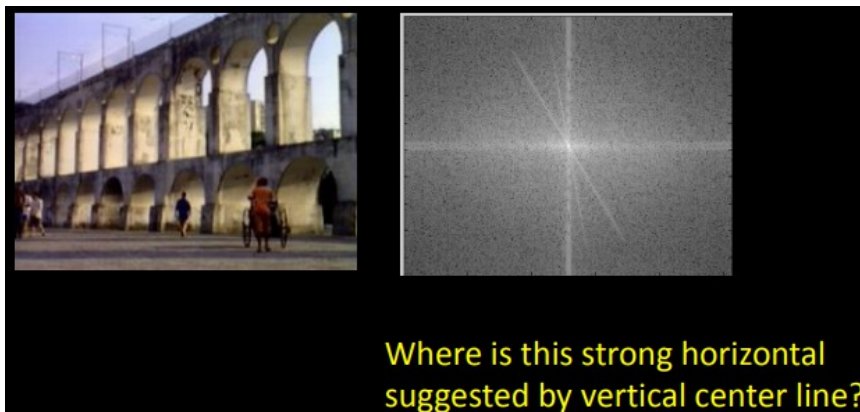 Where is this strong horizontal
suggested by vertical center line?